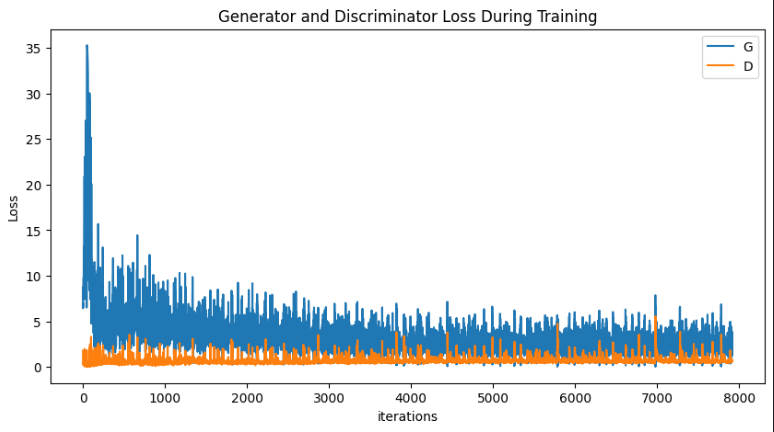 Generator and Discriminator Loss During Training
G
D
35
30
25
20
15
10
5
0
Loss
0 1000 2000 3000 4000 5000 6000 7000 8000
iterations